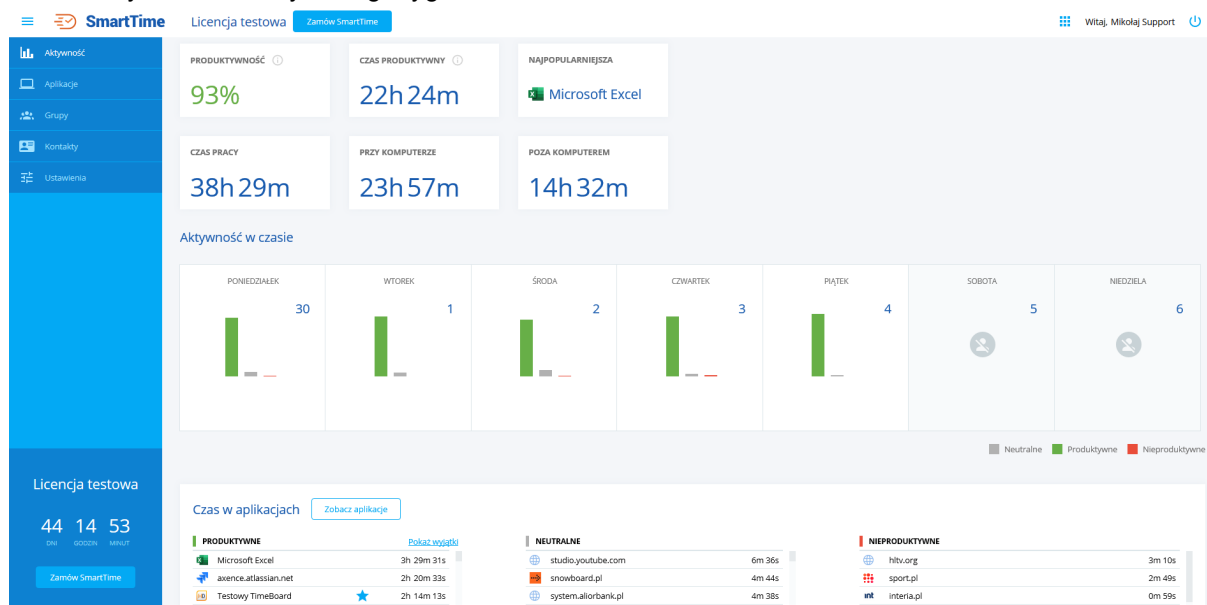 SmartTime
Licencja testowa
Zamów SmartTime
Witaj, Mikołaj Support
Aktywność
Aplikacje
Grupy
Kontakty
Ustawienia
PRODUKTYWNOŚĆ
93%
CZAS PRODUKTYWNY
22h 24m
NAJPOPULARNIEJSZA
Microsoft Excel
CZAS PRACY
38h 29m
PRZY KOMPUTERZE
23h 57m
POZA KOMPUTEREM
14h 32m
Aktywność w czasie
PONIEDZIAŁEK
30
WTOREK
1
ŚRODA
2
CZWARTEK
3
PIĄTEK
4
SOBOTA
5
NIEDZIELA
6
Neutralne
Produktywne
Nieproduktywne
Licencja testowa
44 14 53
DNI GODZIN MINUT
Zamów SmartTime
Czas w aplikacjach
Zobacz aplikacje
PRODUKTYWNE
Pokaż wyjątki
Microsoft Excel 3h 29m 31s
axence.atlassian.net 2h 20m 33s
Testowy TimeBoard 2h 14m 13s
NEUTRALNE
studio.youtube.com 6m 36s
snowboard.pl 4m 44s
system.aliorbank.pl 4m 38s
NIEPRODUKTYWNE
hltv.org 3m 10s
sport.pl 2m 49s
int interia.pl 0m 59s